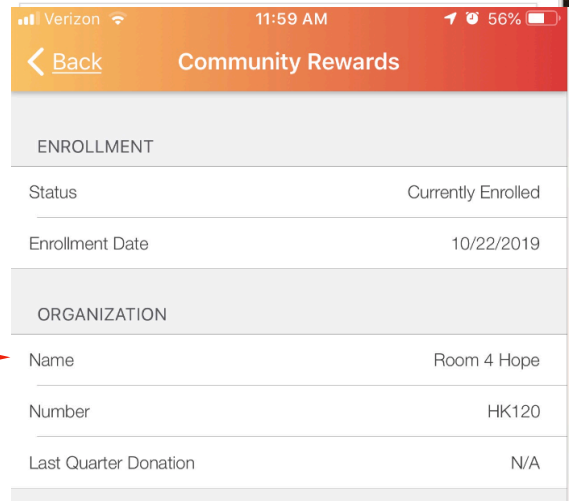 Verizon 11:59 AM 56%
Back Community Rewards
ENROLLMENT
Status Currently Enrolled
Enrollment Date 10/22/2019
ORGANIZATION
Name Room 4 Hope
Number HK120
Last Quarter Donation N/A